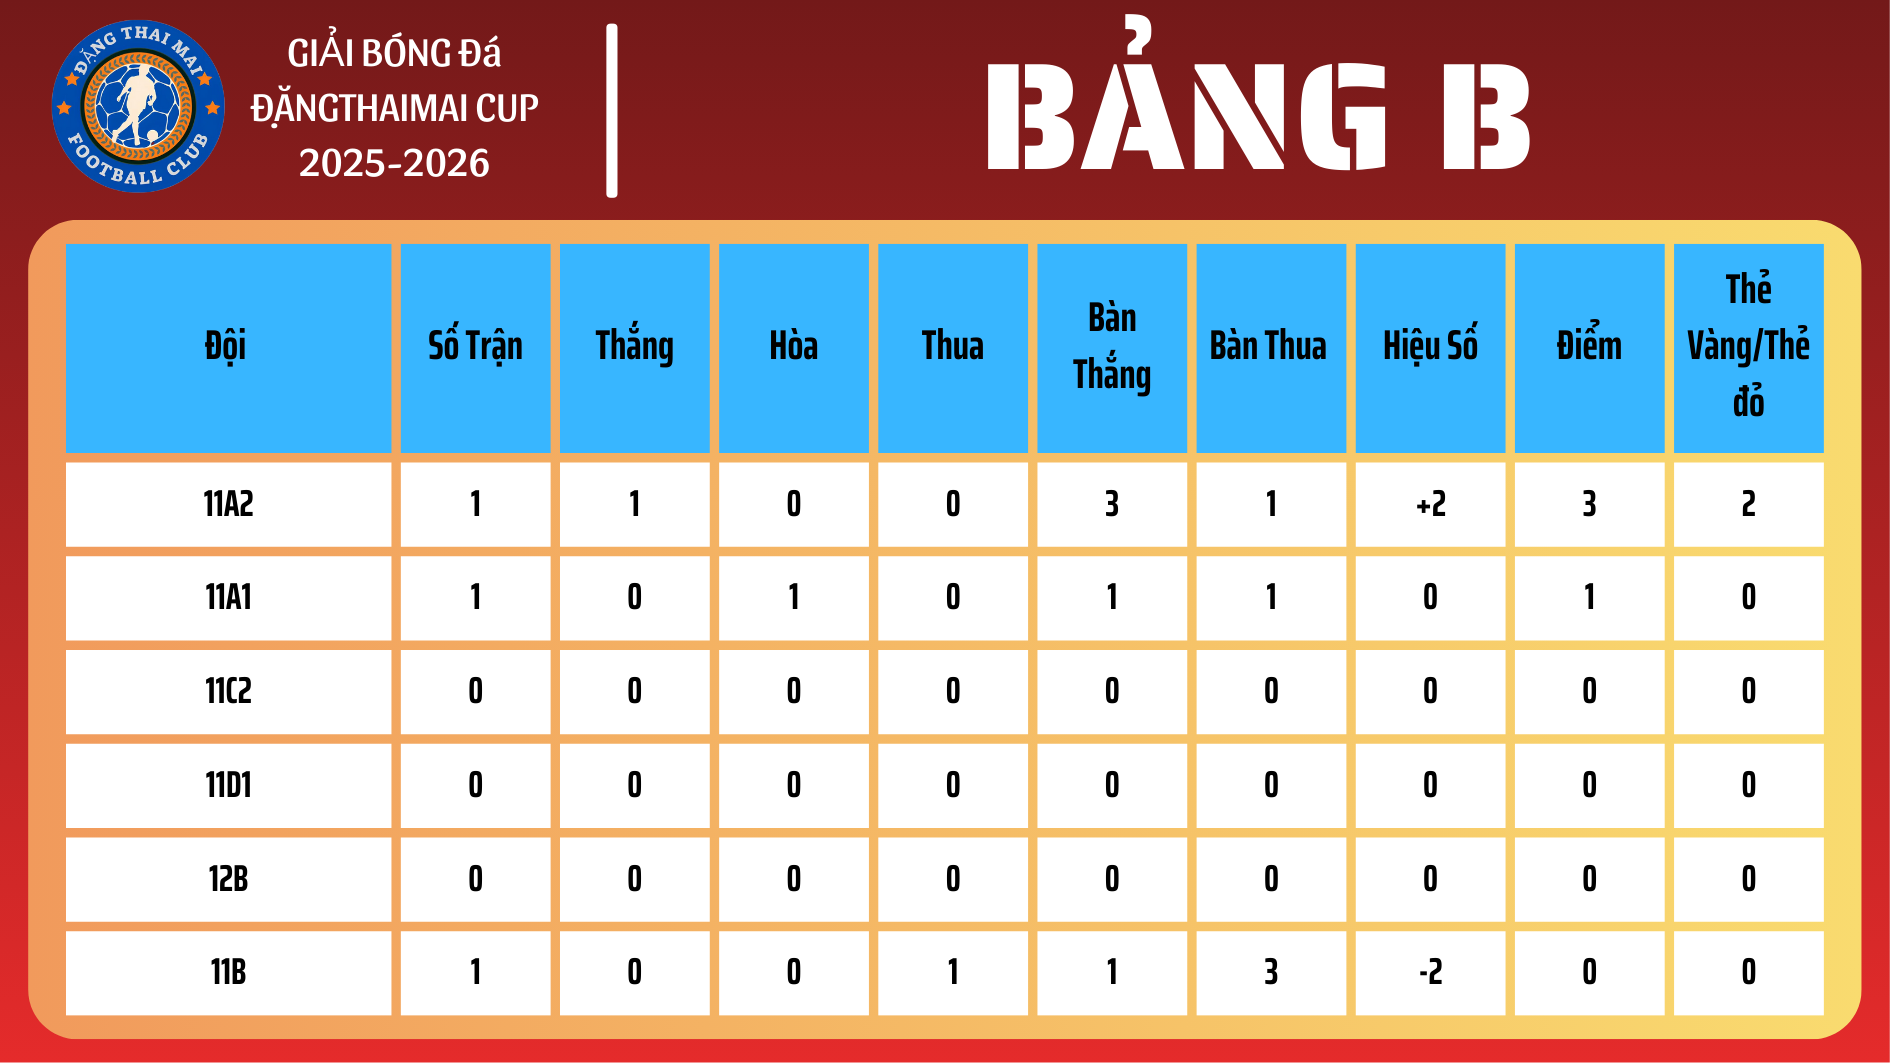 ĐẶNG THAI MAI
FOOTBALL CLUB
GIẢI BÓNG Đá
ĐẶNGTHAIMAI CUP
2025-2026
BẢNG B
Đội Số Trận Thắng Hòa Thua Bàn Thắng Bàn Thua Hiệu Số Điểm Thẻ Vàng/Thẻ đỏ
11A2 1 1 0 0 3 1 +2 3 2
11A1 1 0 1 0 1 1 0 1 0
11C2 0 0 0 0 0 0 0 0 0
11D1 0 0 0 0 0 0 0 0 0
12B 0 0 0 0 0 0 0 0 0
11B 1 0 0 1 1 3 -2 0 0